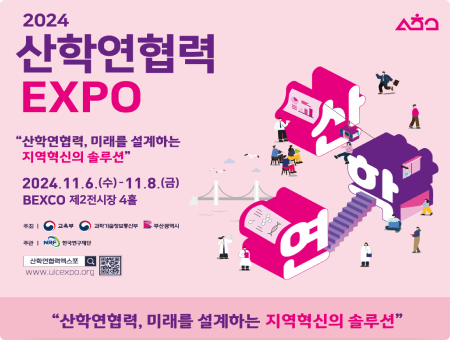 2024
산학연협력
EXPO
“산학연협력, 미래를 설계하는
지역혁신의 솔루션”
2024.11.6.(수) - 11.8.(금)
BEXCO 제2전시장 4홀
주최 교육부 과학기술정보통신부 부산광역시
주관 NRF 한국연구재단
산학협력엑스포
www.uicexpo.org
산
학
연
“산학연협력, 미래를 설계하는 지역혁신의 솔루션”